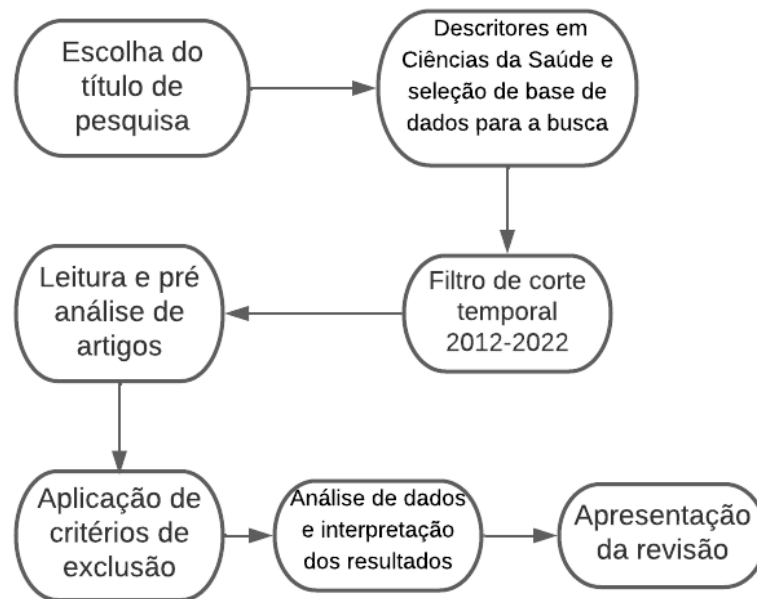 Escolha do
título de
pesquisa
Descritores em
Ciências da Saúde e
seleção de base de
dados para a busca
Filtro de corte
temporal
2012-2022
Leitura e pré
análise de
artigos
Aplicação de
critérios de
exclusão
Análise de dados
e interpretação
dos resultados
Apresentação
da revisão